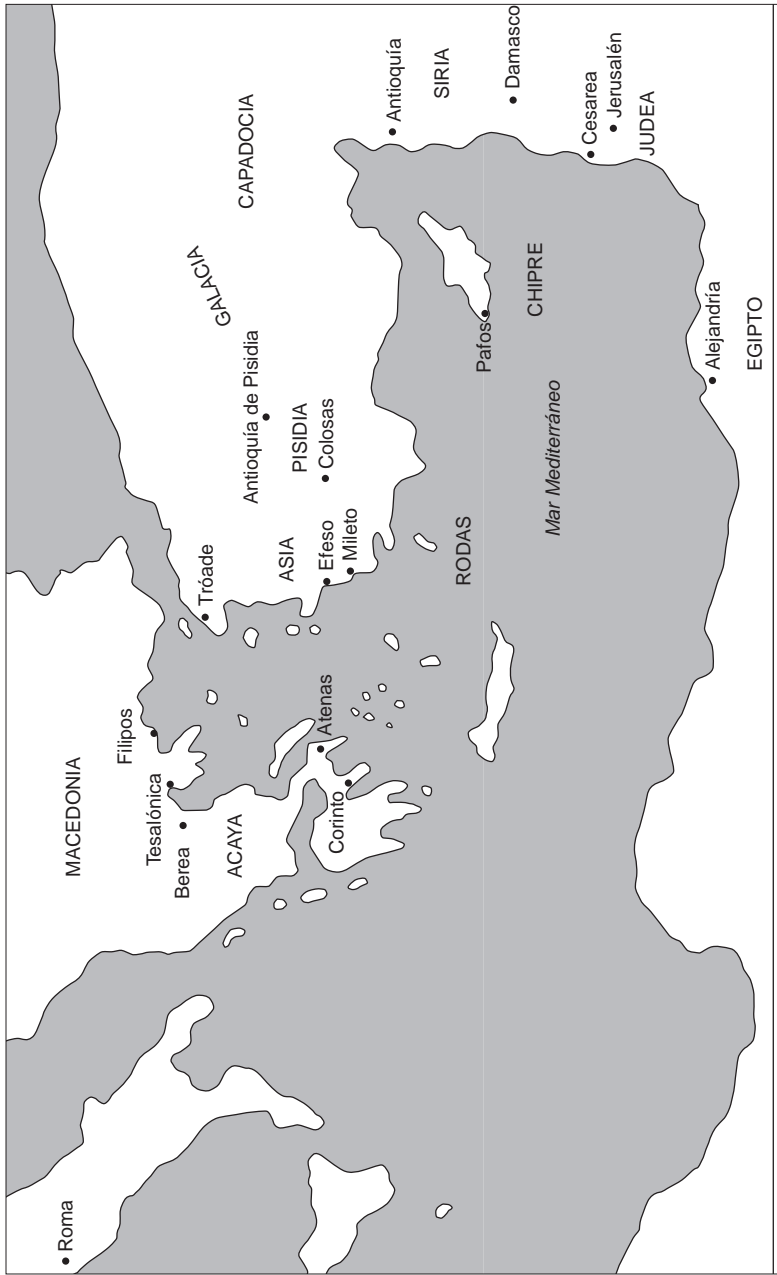 Roma
MACEDONIA
Filipos
Tesalónica
Berea
ACAYA
Atenas
Corinto
Tróade
ASIA
Efeso
Mileto
GALACIA
Antioquía de Pisidia
PISIDIA
Colosas
CAPADOCIA
Antioquía
SIRIA
Damasco
RODAS
Pafos
CHIPRE
Mar Mediterráneo
Cesarea
Jerusalén
JUDEA
Alejandría
EGIPTO